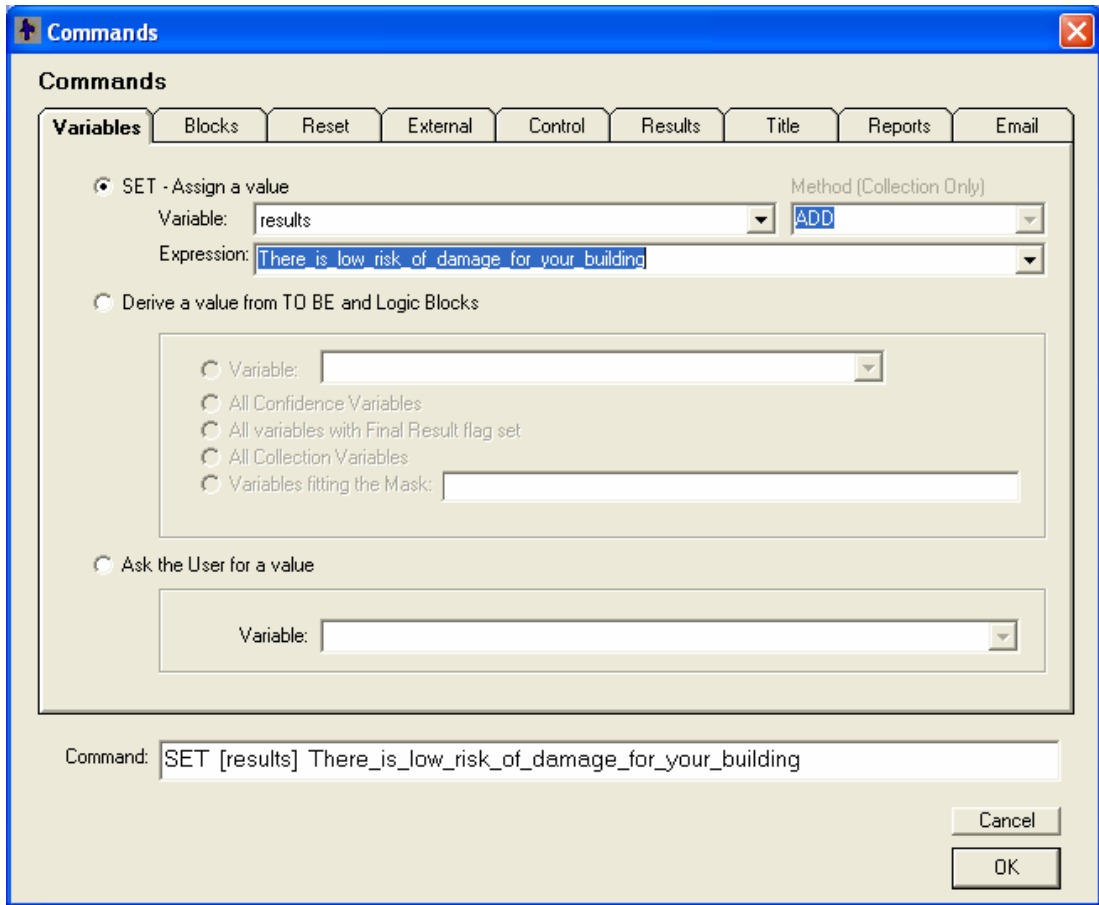 Commands
Commands
Variables Blocks Reset External Control Results Title Reports Email
SET - Assign a value Method (Collection Only)
Variable: results ADD
Expression: There_is_low_risk_of_damage_for_your_building
Derive a value from TO BE and Logic Blocks
Variable:
All Confidence Variables
All variables with Final Result flag set
All Collection Variables
Variables fitting the Mask:
Ask the User for a value
Variable:
Command: SET [results] There_is_low_risk_of_damage_for_your_building
Cancel
OK